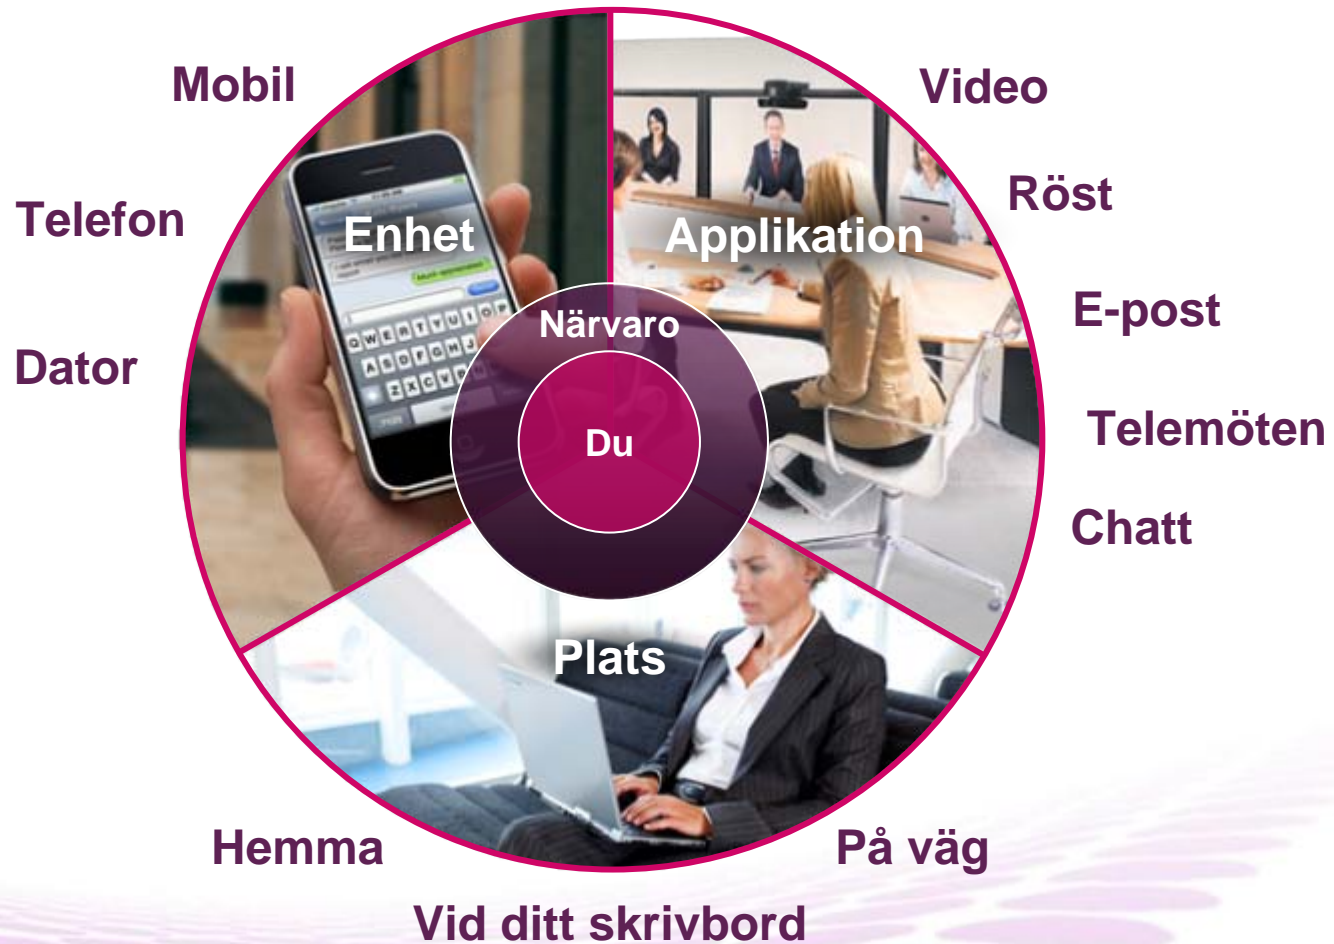 Mobil
Video
Telefon
Röst
Enhet
Applikation
E-post
Närvaro
Dator
Telemöten
Du
Chatt
Plats
Hemma
På väg
Vid ditt skrivbord
Q W E R T Y U I O P
A S D F G H J
Z X C V B